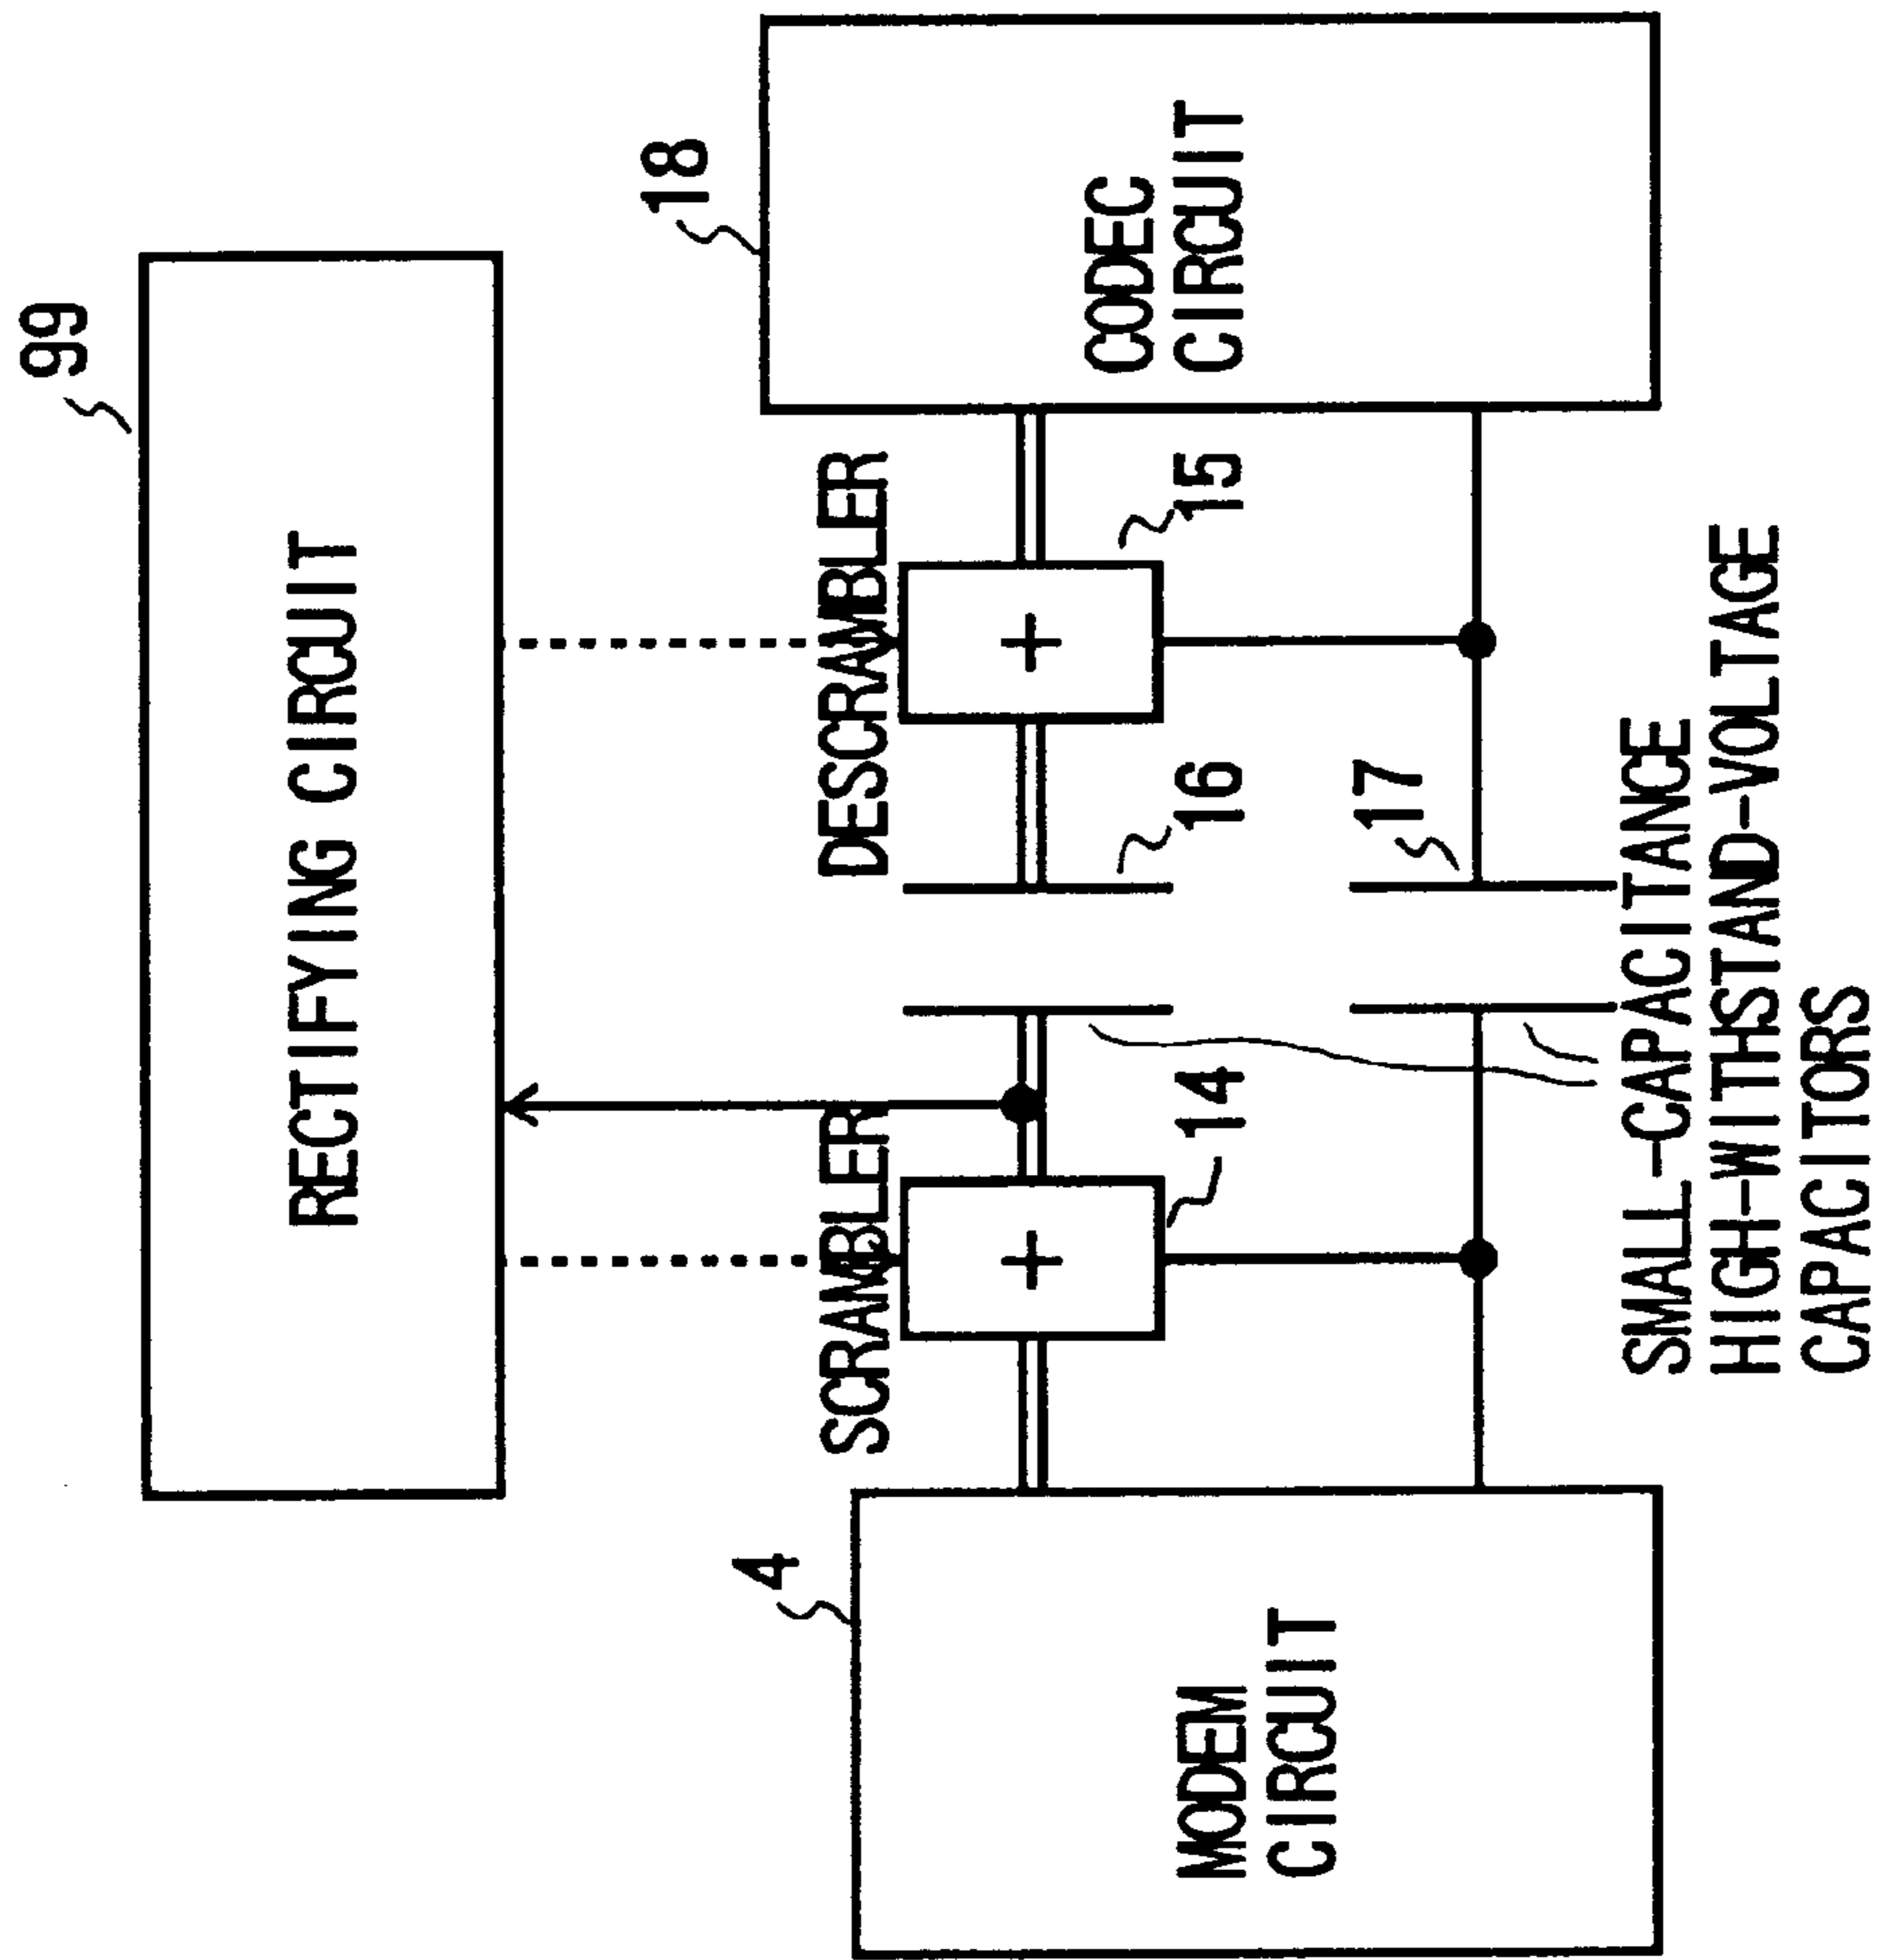 99
RECTIFYING CIRCUIT
4
MODEM
CIRCUIT
SCRAMBLER
14
DESCRAMBLER
15
16
17
18
CODEC
CIRCUIT
SMALL-CAPACITANCE
HIGH-WITHSTAND-VOLTAGE
CAPACITORS